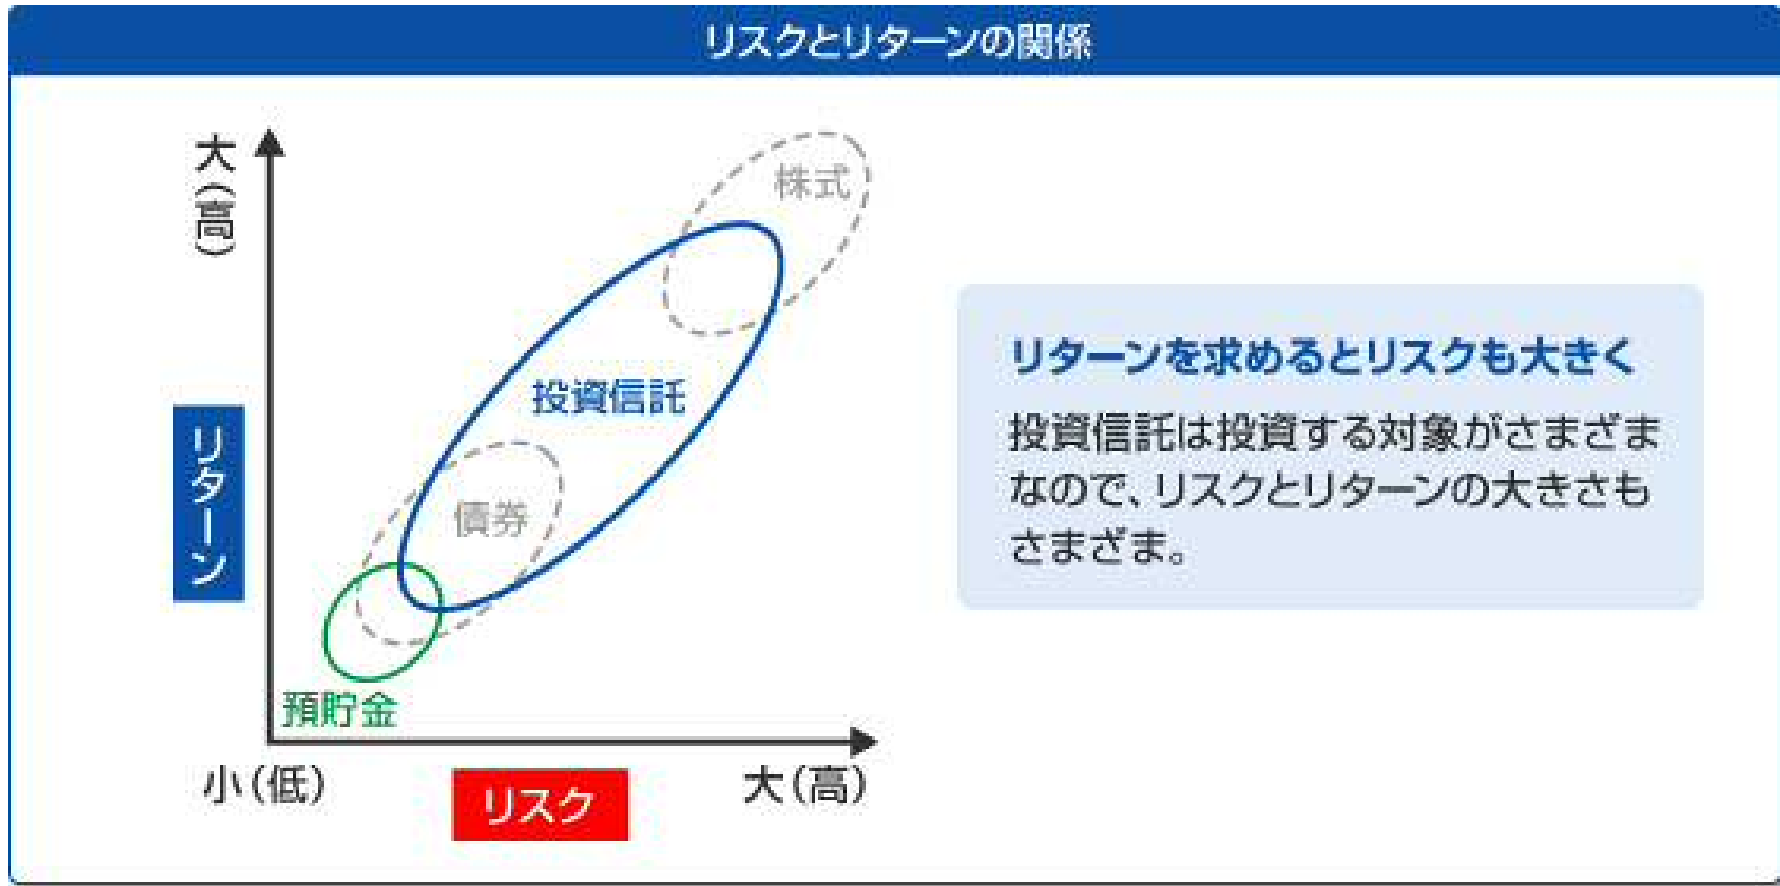 リスクとリターンの関係
大(高)
株式
投資信託
債券
預貯金
リターン
小(低)
リスク
大(高)
リターンを求めるとリスクも大きく
投資信託は投資する対象がさまざま
なので、リスクとリターンの大きさも
さまざま。